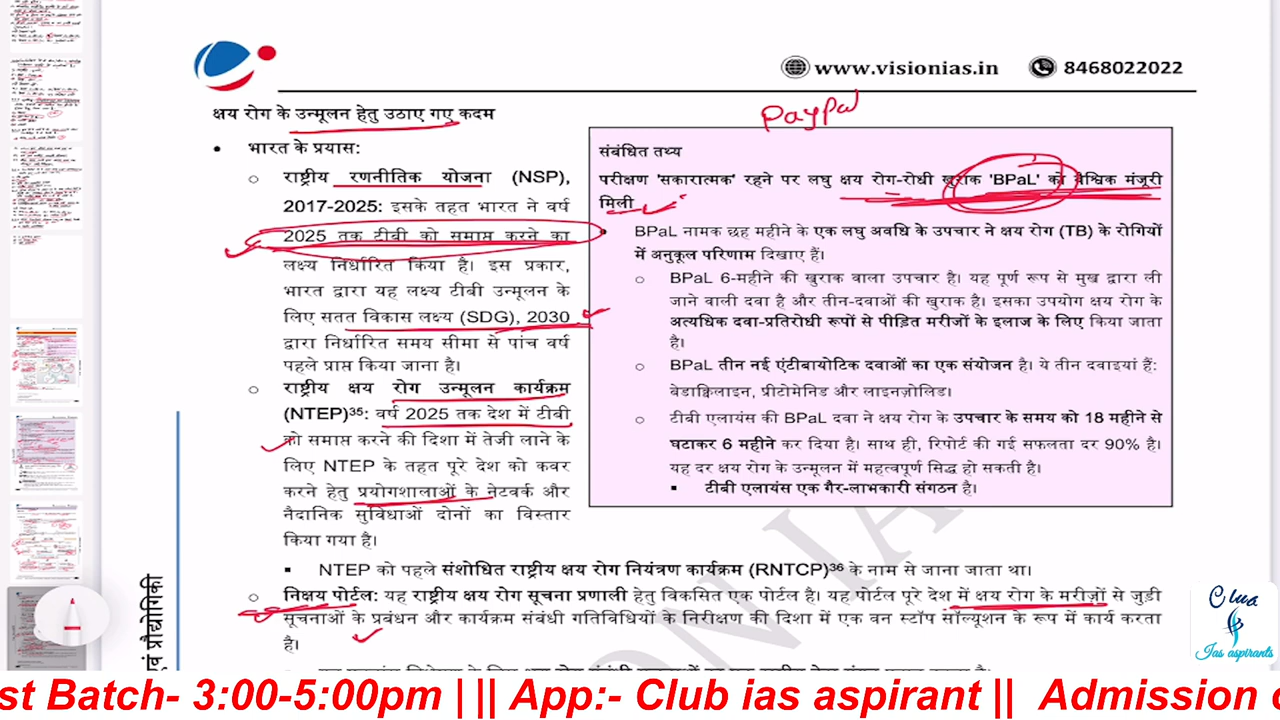 www.visionias.in 8468022022
PayPal
क्षय रोग के उन्मूलन हेतु उठाए गए कदम
भारत के प्रयास:
राष्ट्रीय रणनीतिक योजना (NSP),
2017-2025: इसके तहत भारत ने वर्ष
2025 तक टीबी को समाप्त करने का
लक्ष्य निर्धारित किया है। इस प्रकार,
भारत द्वारा यह लक्ष्य टीबी उन्मूलन के
लिए सतत विकास लक्ष्य (SDG), 2030
द्वारा निर्धारित समय सीमा से पांच वर्ष
पहले प्राप्त किया जाना है।
राष्ट्रीय क्षय रोग उन्मूलन कार्यक्रम
(NTEP)35: वर्ष 2025 तक देश में टीबी
को समाप्त करने की दिशा में तेजी लाने के
लिए NTEP के तहत पूरे देश को कवर
करने हेतु प्रयोगशालाओं के नेटवर्क और
नैदानिक सुविधाओं दोनों का विस्तार
किया गया है।
संबंधित तथ्य
परीक्षण 'सकारात्मक' रहने पर लघु क्षय रोग-रोधी खुराक 'BPaL' को वैश्विक मंजूरी
मिली
BPaL नामक छह महीने के एक लघु अवधि के उपचार ने क्षय रोग (TB) के रोगियों
में अनुकूल परिणाम दिखाए हैं।
BPaL 6-महीने की खुराक वाला उपचार है। यह पूर्ण रूप से मुख द्वारा ली
जाने वाली दवा है और तीन-दवाओं की खुराक है। इसका उपयोग क्षय रोग के
अत्यधिक दवा-प्रतिरोधी रूपों से पीड़ित मरीजों के इलाज के लिए किया जाता
है।
BPaL तीन नई एंटीबायोटिक दवाओं का एक संयोजन है। ये तीन दवाइयां हैं:
बेडाक्विलाइन, प्रीटोमेनिड और लाइनज़ोलिड।
टीबी एलायंस की BPaL दवा ने क्षय रोग के उपचार के समय को 18 महीने से
घटाकर 6 महीने कर दिया है। साथ ही, रिपोर्ट की गई सफलता दर 90% है।
यह दर क्षय रोग के उन्मूलन में महत्वपूर्ण सिद्ध हो सकती है।
टीबी एलायंस एक गैर-लाभकारी संगठन है।
NTEP को पहले संशोधित राष्ट्रीय क्षय रोग नियंत्रण कार्यक्रम (RNTCP)36 के नाम से जाना जाता था।
निक्षय पोर्टल: यह राष्ट्रीय क्षय रोग सूचना प्रणाली हेतु विकसित एक पोर्टल है। यह पोर्टल पूरे देश में क्षय रोग के मरीज़ों से जुड़ी
सूचनाओं के प्रबंधन और कार्यक्रम संबंधी गतिविधियों के निरीक्षण की दिशा में एक वन स्टॉप सॉल्यूशन के रूप में कार्य करता
है।
एवं प्रौद्योगिकी
Club
Ias aspirants
st Batch- 3:00-5:00pm | || App:- Club ias aspirant || Admission